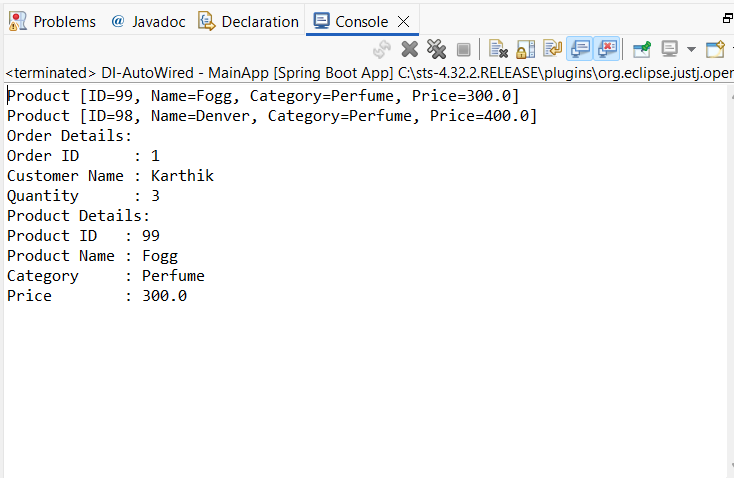 Problems @ Javadoc Declaration Console
<terminated> DI-AutoWired - MainApp [Spring Boot App] C:\sts-4.32.2.RELEASE\plugins\org.eclipse.justj.oper
Product [ID=99, Name=Fogg, Category=Perfume, Price=300.0]
Product [ID=98, Name=Denver, Category=Perfume, Price=400.0]
Order Details:
Order ID      : 1
Customer Name : Karthik
Quantity      : 3
Product Details:
Product ID   : 99
Product Name : Fogg
Category     : Perfume
Price        : 300.0